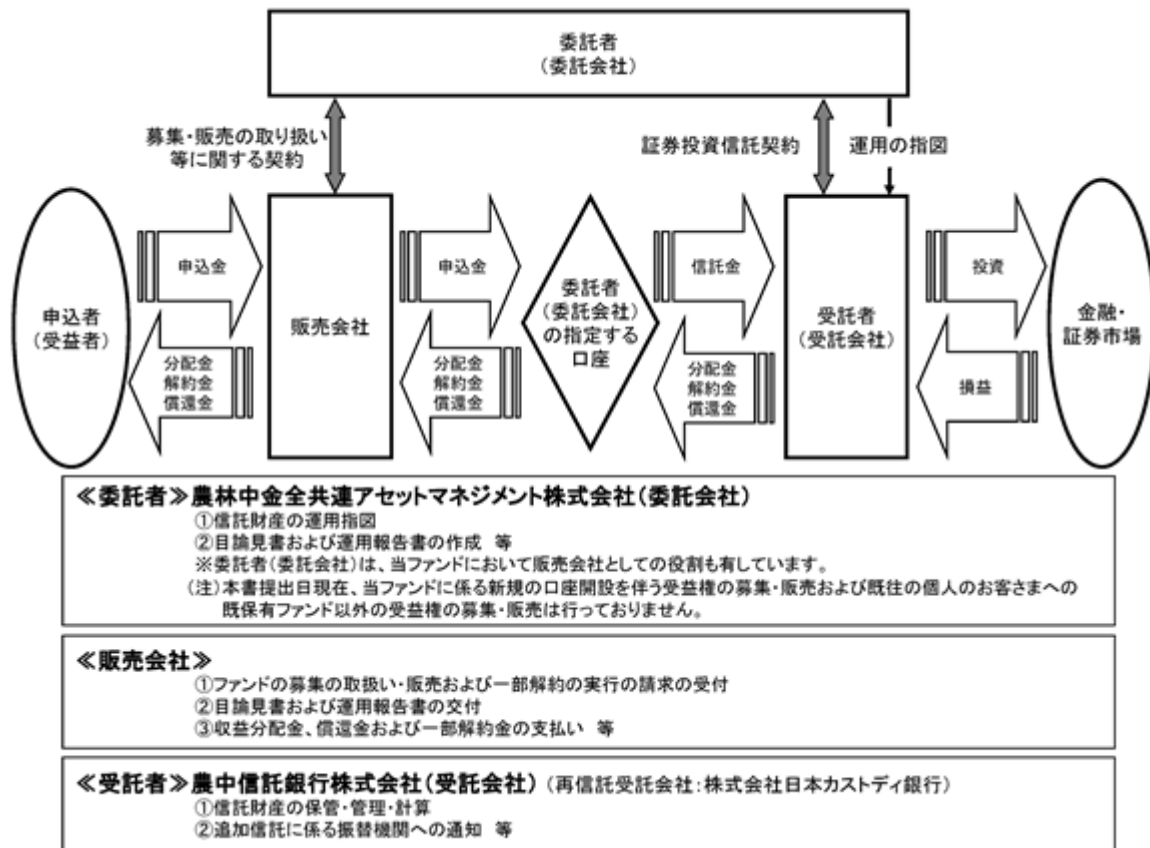 委託者
（委託会社）
募集・販売の取り扱い
等に関する契約
証券投資信託契約
運用の指図
申込者
（受益者）
申込金
分配金
解約金
償還金
販売会社
申込金
分配金
解約金
償還金
委託者
（委託会社）
の指定する
口座
信託金
分配金
解約金
償還金
受託者
（受託会社）
投資
損益
金融・
証券市場
≪委託者≫農林中金全共連アセットマネジメント株式会社（委託会社）
①信託財産の運用指図
②目論見書および運用報告書の作成　等
※委託者（委託会社）は、当ファンドにおいて販売会社としての役割も有しています。
（注）本書提出日現在、当ファンドに係る新規の口座開設を伴う受益権の募集・販売および既往の個人のお客さまへの
既保有ファンド以外の受益権の募集・販売は行っておりません。
≪販売会社≫
①ファンドの募集の取扱い・販売および一部解約の実行の請求の受付
②目論見書および運用報告書の交付
③収益分配金、償還金および一部解約金の支払い　等
≪受託者≫農中信託銀行株式会社（受託会社）（再信託受託会社：株式会社日本カストディ銀行）
①信託財産の保管・管理・計算
②追加信託に係る振替機関への通知　等